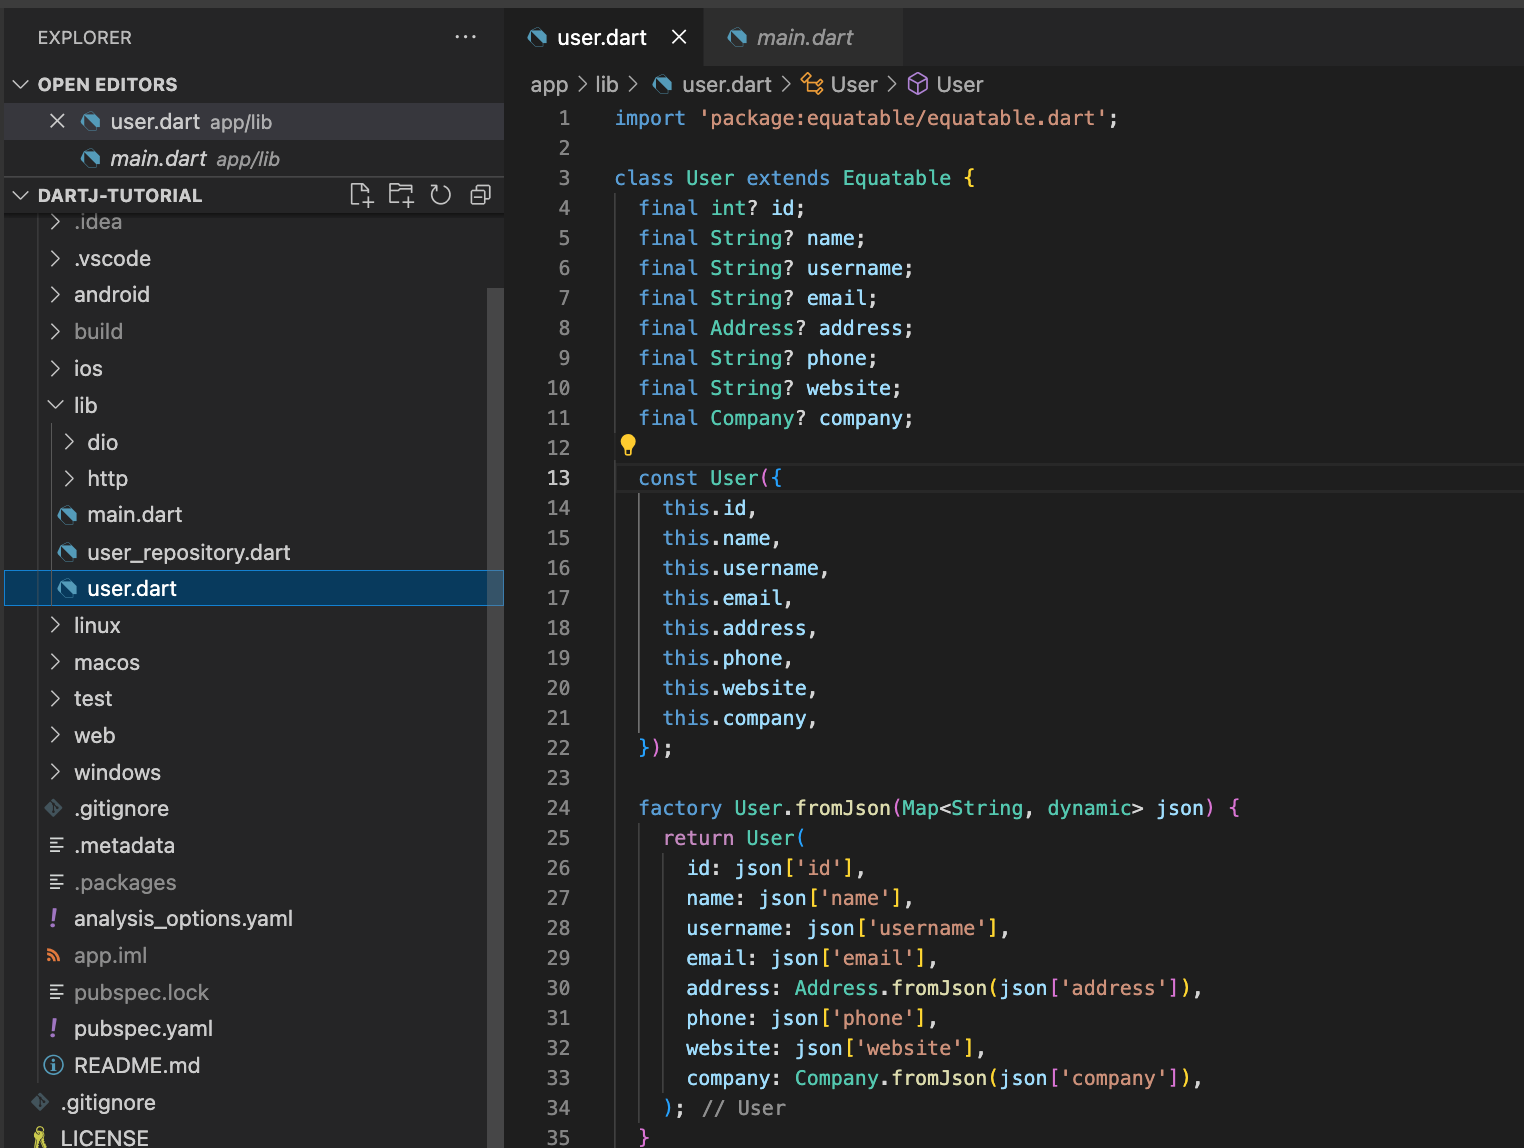 EXPLORER
OPEN EDITORS
user.dart app/lib
main.dart app/lib
DARTJ-TUTORIAL
.idea
.vscode
android
build
ios
lib
dio
http
main.dart
user_repository.dart
user.dart
linux
macos
test
web
windows
.gitignore
.metadata
.packages
analysis_options.yaml
app.iml
pubspec.lock
pubspec.yaml
README.md
.gitignore
LICENSE
user.dart
main.dart
app > lib > user.dart > User > User
1 import 'package:equatable/equatable.dart';
2
3 class User extends Equatable {
4 final int? id;
5 final String? name;
6 final String? username;
7 final String? email;
8 final Address? address;
9 final String? phone;
10 final String? website;
11 final Company? company;
12
13 const User({
14 this.id,
15 this.name,
16 this.username,
17 this.email,
18 this.address,
19 this.phone,
20 this.website,
21 this.company,
22 });
23
24 factory User.fromJson(Map<String, dynamic> json) {
25 return User(
26 id: json['id'],
27 name: json['name'],
28 username: json['username'],
29 email: json['email'],
30 address: Address.fromJson(json['address']),
31 phone: json['phone'],
32 website: json['website'],
33 company: Company.fromJson(json['company']),
34 ); // User
35 }